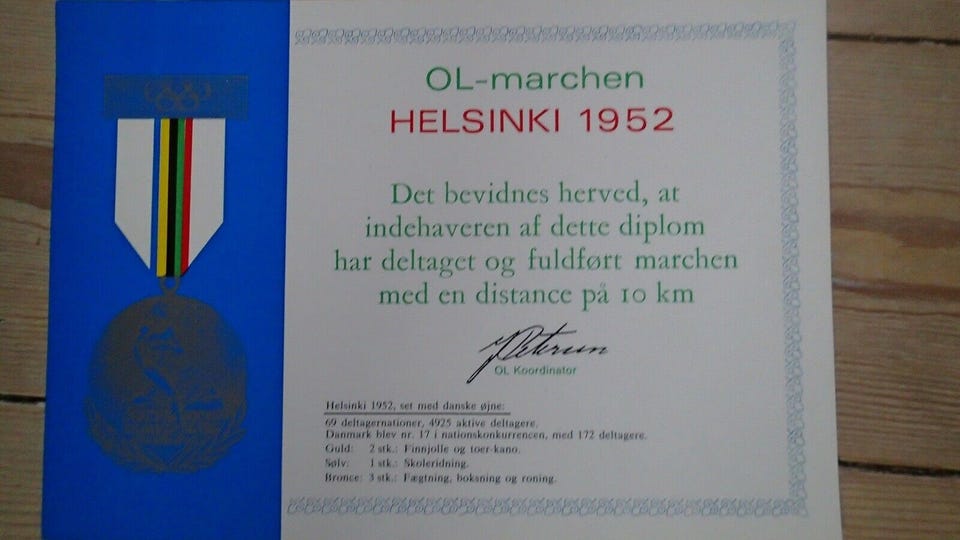 OL-marchen
HELSINKI 1952
Det bevidnes herved, at
indehaveren af dette diplom
har deltaget og fuldført marchen
med en distance på 10 km
J Petersen
OL Koordinator
Helsinki 1952, set med danske øjne:
69 deltagernationer, 4925 aktive deltagere.
Danmark blev nr. 17 i nationskonkurrencen, med 172 deltagere.
Guld: 2 stk.: Finnjolle og toer-kano.
Sølv: 1 stk.: Skoleridning.
Bronce: 3 stk.: Fægtning, boksning og roning.